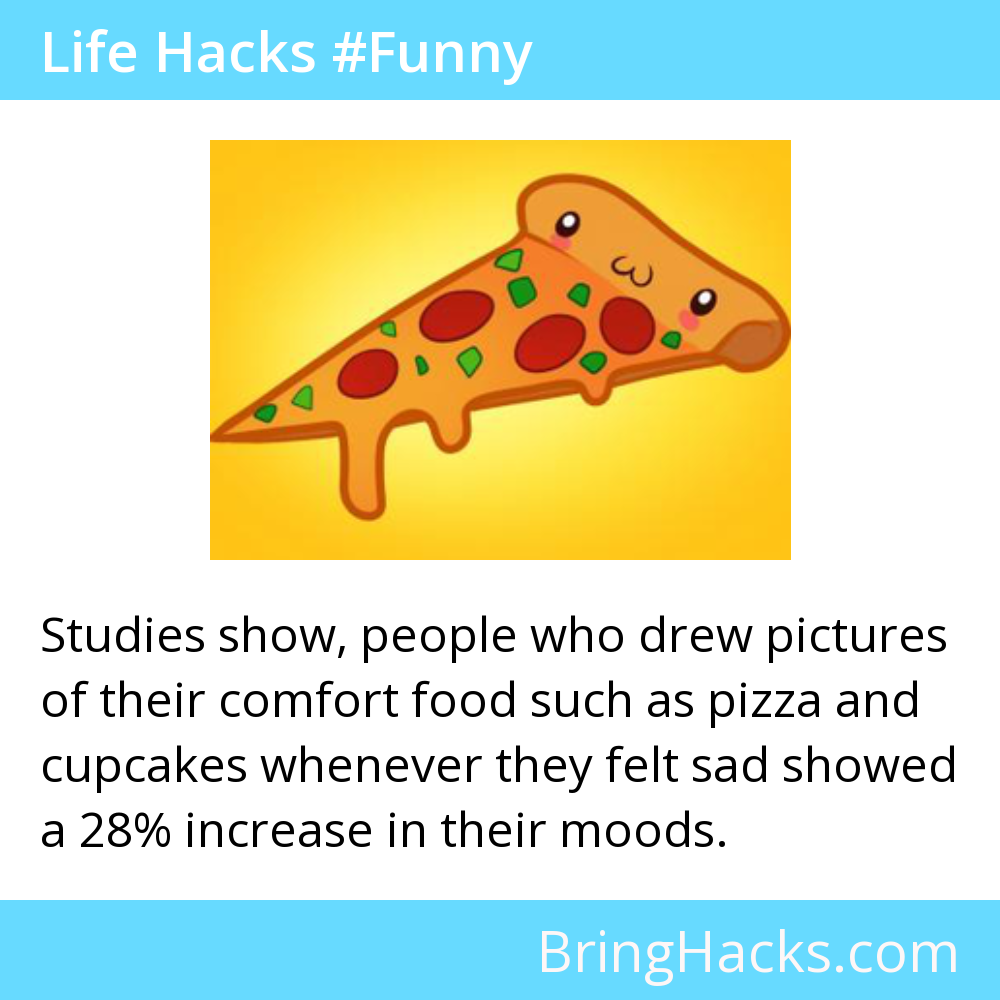 Life Hacks #Funny
Studies show, people who drew pictures
of their comfort food such as pizza and
cupcakes whenever they felt sad showed
a 28% increase in their moods.
BringHacks.com